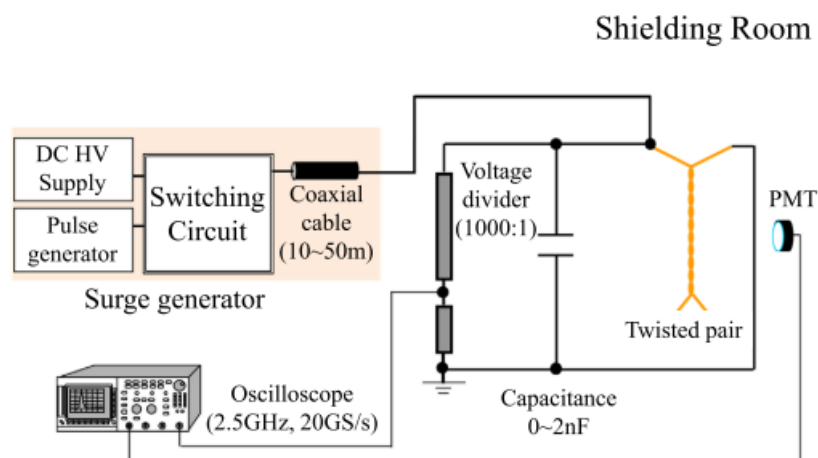 Shielding Room
DC HV
Supply
Pulse
generator
Switching
Circuit
Coaxial
cable
(10~50m)
Surge generator
Voltage
divider
(1000:1)
PMT
Twisted pair
Oscilloscope
(2.5GHz, 20GS/s)
Capacitance
0~2nF